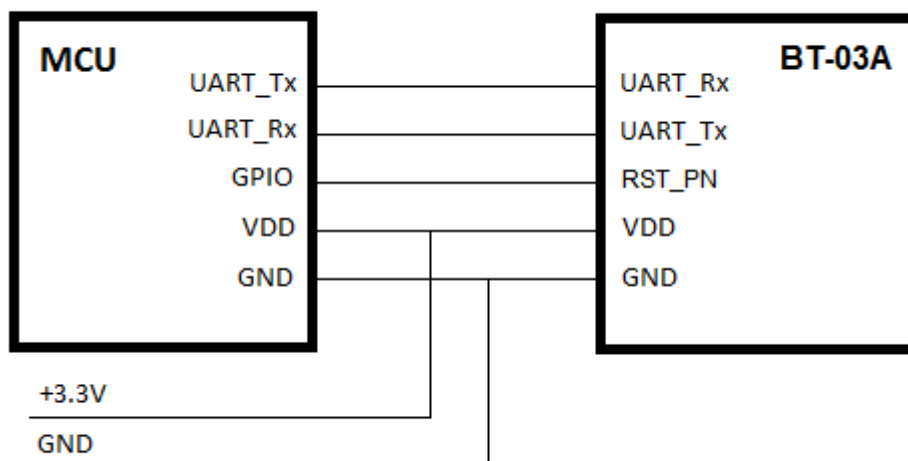 MCU
UART_Tx
UART_Rx
GPIO
VDD
GND
BT-03A
UART_Rx
UART_Tx
RST_PN
VDD
GND
+3.3V
GND